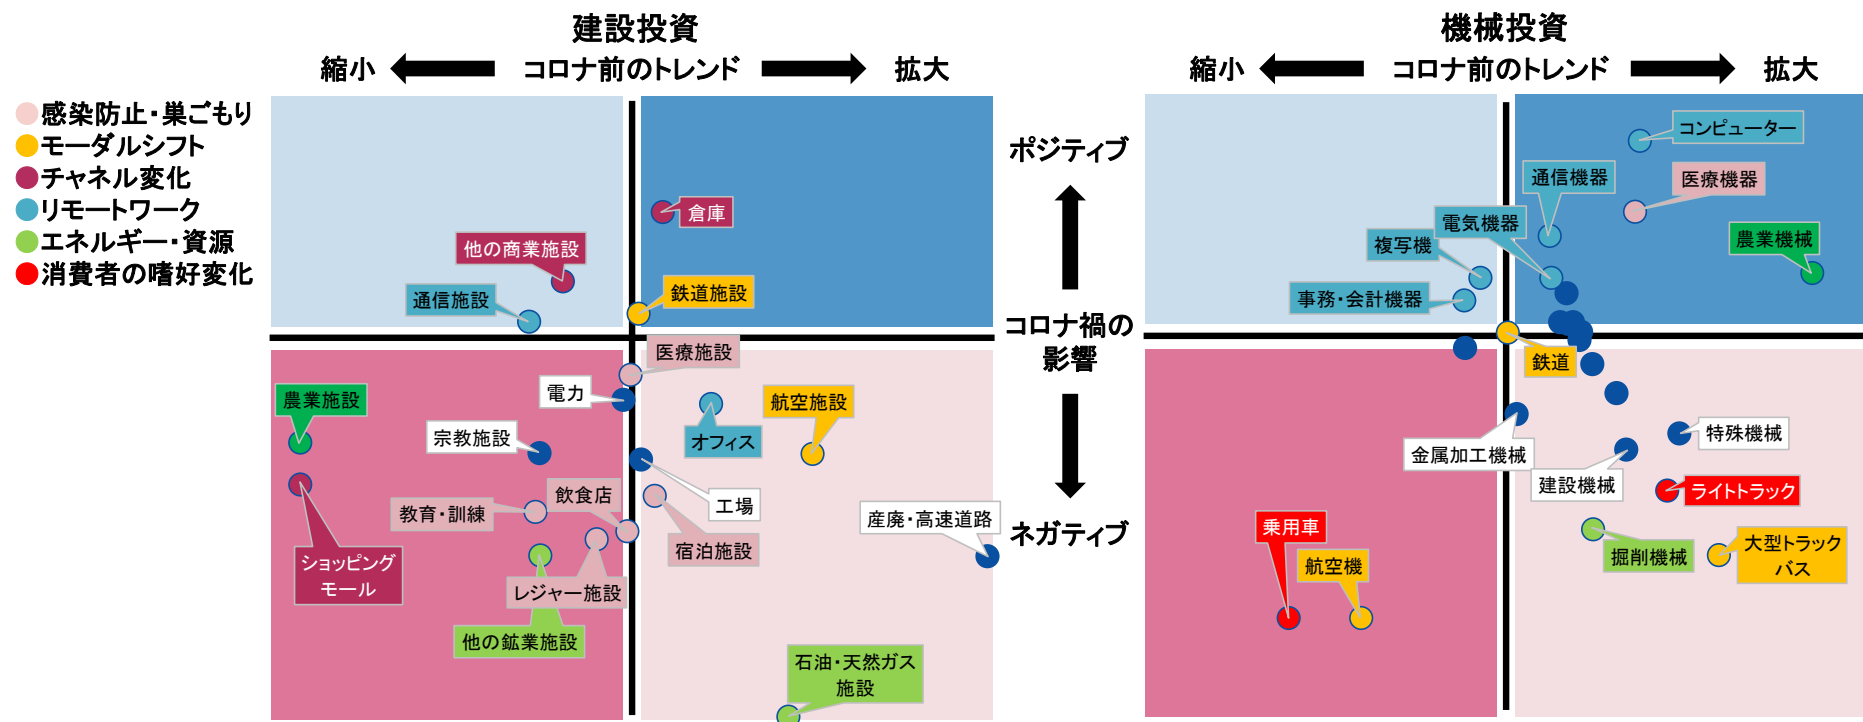 建設投資
縮小
コロナ前のトレンド
拡大
感染防止・巣ごもり
モーダルシフト
チャネル変化
リモートワーク
エネルギー・資源
消費者の嗜好変化
倉庫
他の商業施設
通信施設
鉄道施設
医療施設
電力
農業施設
宗教施設
オフィス
航空施設
飲食店
教育・訓練
工場
宿泊施設
産廃・高速道路
ショッピング
モール
レジャー施設
他の鉱業施設
石油・天然ガス
施設
ポジティブ
コロナ禍の
影響
ネガティブ
機械投資
縮小
コロナ前のトレンド
拡大
コンピューター
通信機器
医療機器
電気機器
複写機
農業機械
事務・会計機器
鉄道
金属加工機械
特殊機械
建設機械
ライトトラック
乗用車
航空機
掘削機械
大型トラック
バス